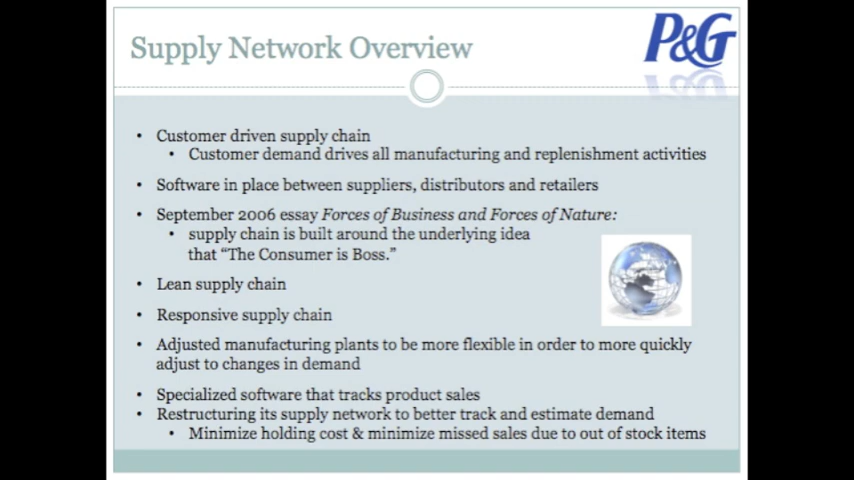 Supply Network Overview
P&G
• Customer driven supply chain
• Customer demand drives all manufacturing and replenishment activities
• Software in place between suppliers, distributors and retailers
• September 2006 essay Forces of Business and Forces of Nature:
• supply chain is built around the underlying idea
that “The Consumer is Boss.”
• Lean supply chain
• Responsive supply chain
• Adjusted manufacturing plants to be more flexible in order to more quickly
adjust to changes in demand
• Specialized software that tracks product sales
• Restructuring its supply network to better track and estimate demand
• Minimize holding cost & minimize missed sales due to out of stock items